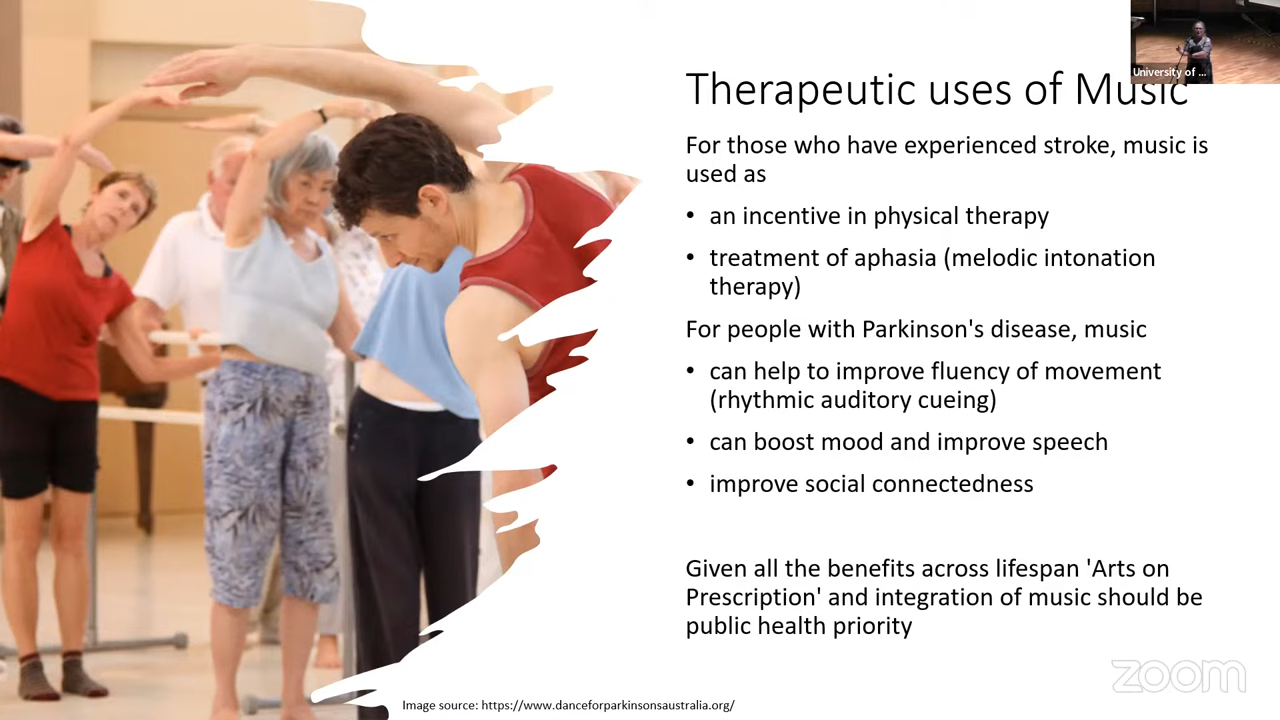 University of ...
Therapeutic uses of Music
For those who have experienced stroke, music is
used as
• an incentive in physical therapy
• treatment of aphasia (melodic intonation
therapy)
For people with Parkinson's disease, music
• can help to improve fluency of movement
(rhythmic auditory cueing)
• can boost mood and improve speech
• improve social connectedness
Given all the benefits across lifespan 'Arts on
Prescription' and integration of music should be
public health priority
zoom
Image source: https://www.danceforparkinsonsaustralia.org/